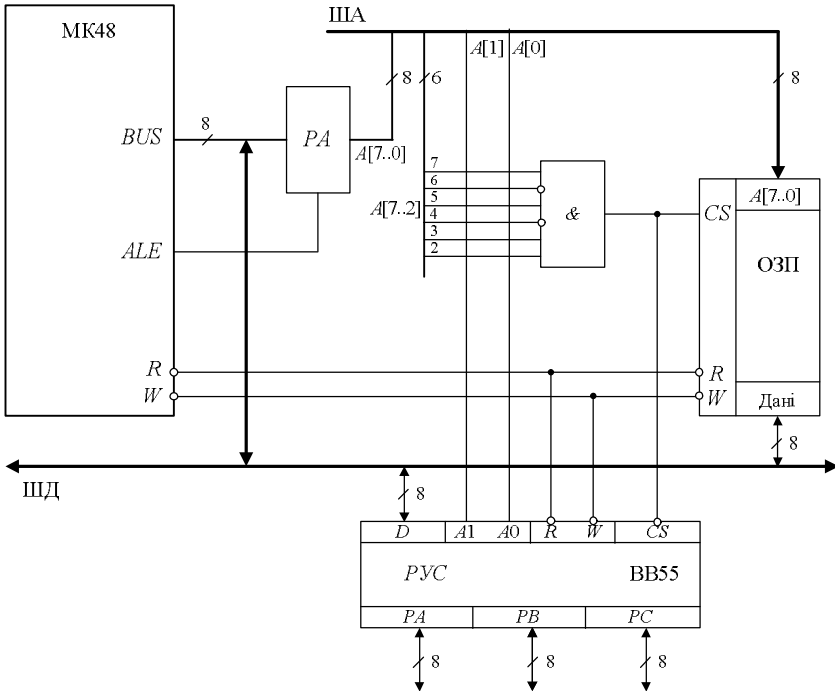 ША
МК48
A[1] A[0]
8 6 8
BUS 8 РА A[7..0]
7
6
5
A[7..2] 4
3
2
&
CS A[7..0]
ALE
ОЗП
R R
W W Дані
8
ШД
8
D A1 A0 R W CS
РУС ВВ55
PA PB PC
8 8 8